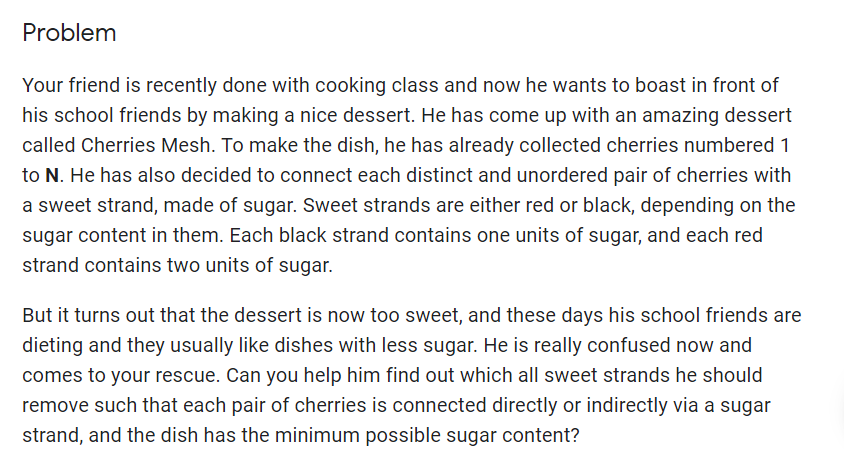 Problem
Your friend is recently done with cooking class and now he wants to boast in front of
his school friends by making a nice dessert. He has come up with an amazing dessert
called Cherries Mesh. To make the dish, he has already collected cherries numbered 1
to N. He has also decided to connect each distinct and unordered pair of cherries with
a sweet strand, made of sugar. Sweet strands are either red or black, depending on the
sugar content in them. Each black strand contains one units of sugar, and each red
strand contains two units of sugar.
But it turns out that the dessert is now too sweet, and these days his school friends are
dieting and they usually like dishes with less sugar. He is really confused now and
comes to your rescue. Can you help him find out which all sweet strands he should
remove such that each pair of cherries is connected directly or indirectly via a sugar
strand, and the dish has the minimum possible sugar content?